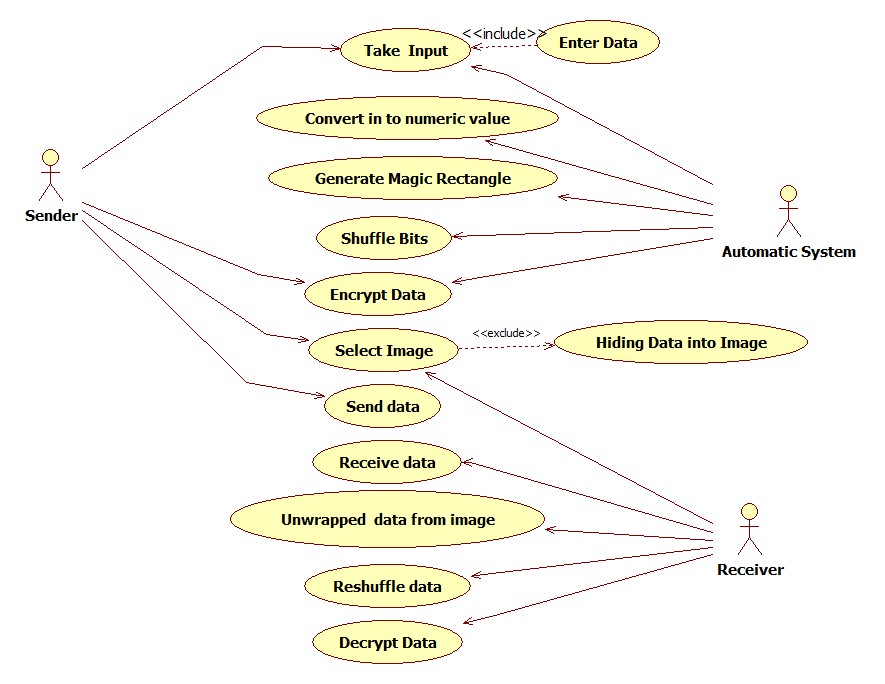 <<include>>
Take  Input
Enter Data
Convert in to numeric value
Generate Magic Rectangle
Sender
Shuffle Bits
Automatic System
Encrypt Data
<<exclude>>
Select Image
Hiding Data into Image
Send data
Receive data
Unwrapped  data from image
Receiver
Reshuffle data
Decrypt Data